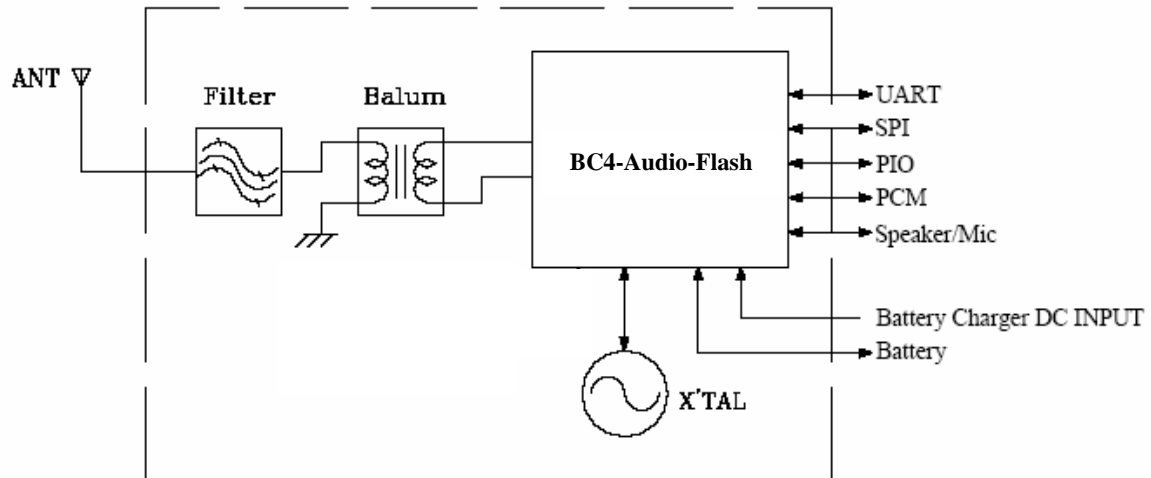 ANT
Filter
Balum
BC4-Audio-Flash
UART
SPI
PIO
PCM
Speaker/Mic
Battery Charger DC INPUT
Battery
X'TAL